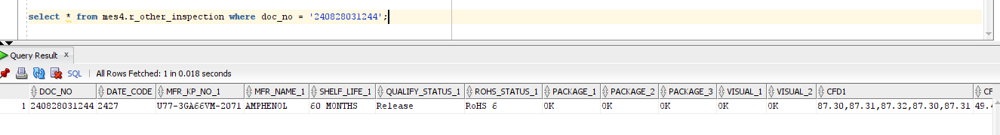 select * from mes4.r_other_inspection where doc_no = '240828031244';
Query Result x
SQL | All Rows Fetched: 1 in 0.018 seconds
DOC_NO DATE_CODE MFR_KP_NO_1 MFR_NAME_1 SHELF_LIFE_1 QUALIFY_STATUS_1 ROHS_STATUS_1 PACKAGE_1 PACKAGE_2 PACKAGE_3 VISUAL_1 VISUAL_2 CFD1 CF
1 240828031244 2427 U77-3GA66VM-2071 AMPHENOL 60 MONTHS Release RoHS 6 OK OK OK OK OK 87.30,87.31,87.32,87.30,87.31 49.4